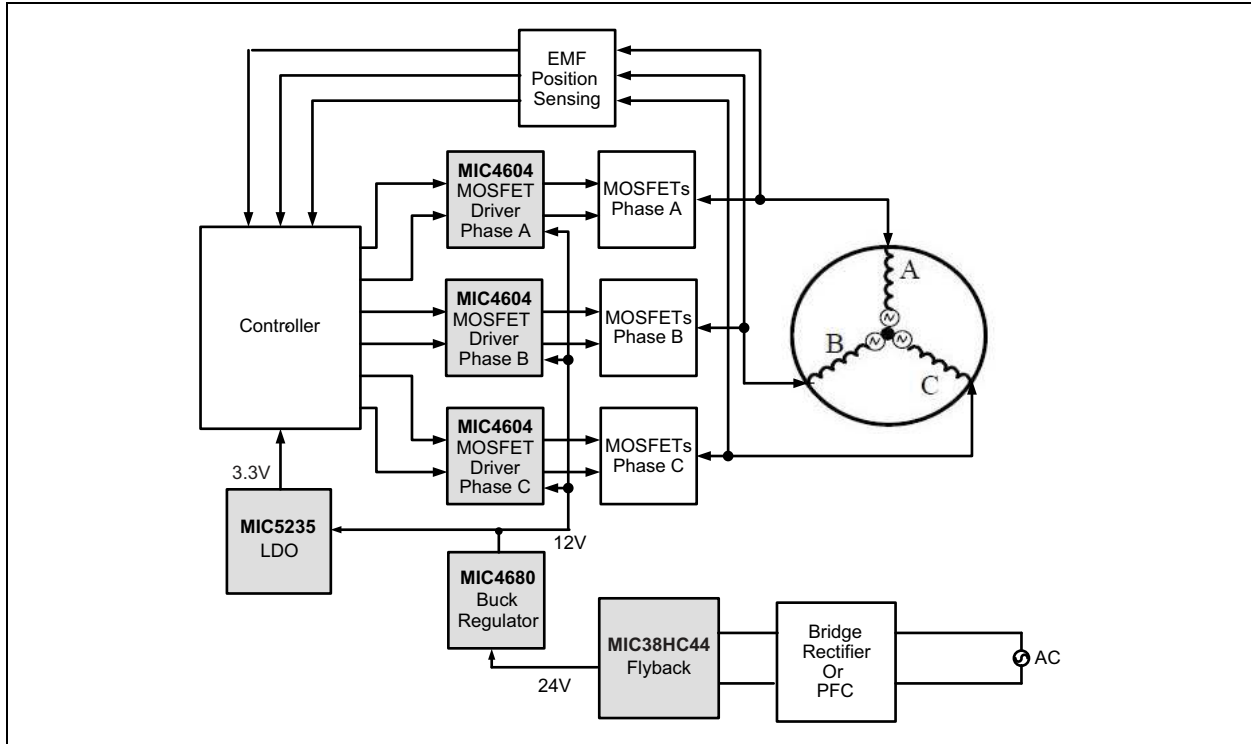 EMF
Position
Sensing
MIC4604
MOSFET
Driver
Phase A
MOSFETs
Phase A
Controller
MIC4604
MOSFET
Driver
Phase B
MOSFETs
Phase B
A
B
C
MIC4604
MOSFET
Driver
Phase C
MOSFETs
Phase C
3.3V
MIC5235
LDO
12V
MIC4680
Buck
Regulator
24V
MIC38HC44
Flyback
Bridge
Rectifier
Or
PFC
AC